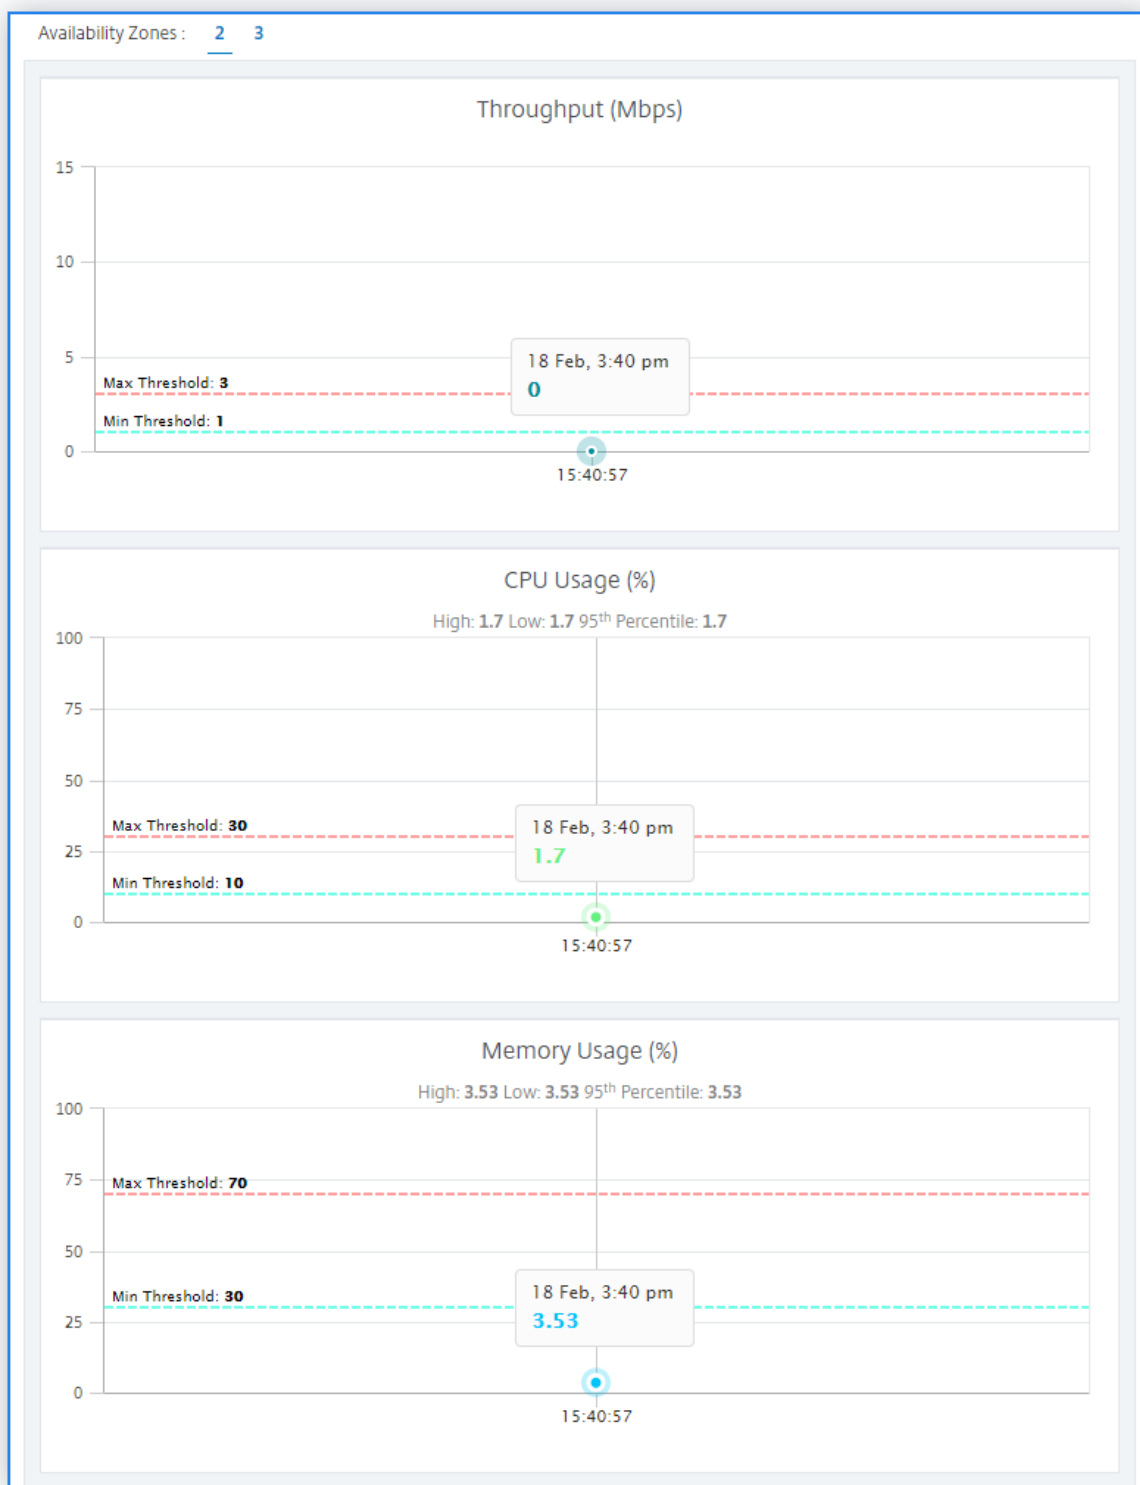 Availability Zones : 2 3
Throughput (Mbps)
15
10
5
Max Threshold: 3
Min Threshold: 1
0
18 Feb, 3:40 pm
0
15:40:57
CPU Usage (%)
High: 1.7 Low: 1.7 95th Percentile: 1.7
100
75
50
Max Threshold: 30
25
Min Threshold: 10
0
18 Feb, 3:40 pm
1.7
15:40:57
Memory Usage (%)
High: 3.53 Low: 3.53 95th Percentile: 3.53
100
75
Max Threshold: 70
50
Min Threshold: 30
25
0
18 Feb, 3:40 pm
3.53
15:40:57